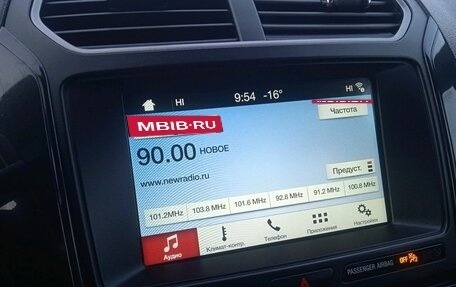 HI 9:54 -16° HI
MBIB-RU
Частота
90.00 НОВОЕ
www.newradio.ru
Предуст.
101.2MHz 103.8 MHz 101.6 MHz 92.8 MHz 91.2 MHz 100.8 MHz
Аудио Климат-контр. Телефон Приложения Настройки
PASSENGER AIRBAG OFF